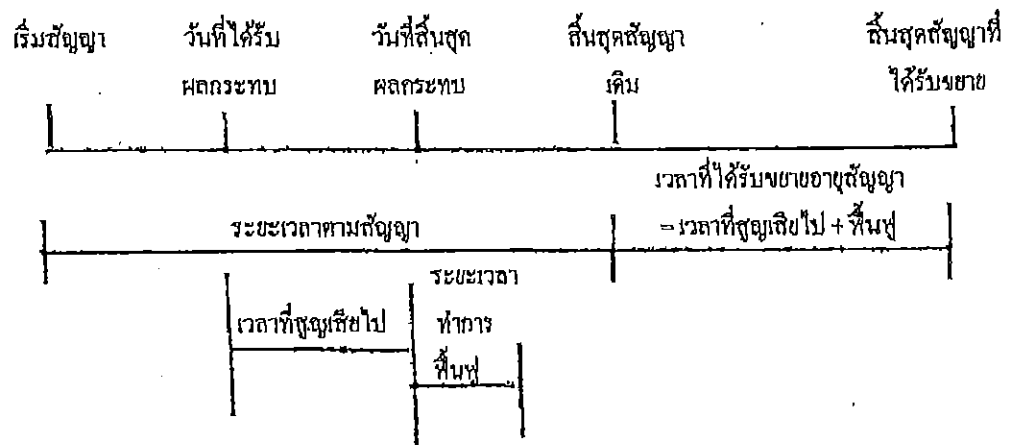 เริ่มสัญญา วันที่ได้รับ วันที่สิ้นสุด สิ้นสุดสัญญา สิ้นสุดสัญญาที่
ผลกระทบ ผลกระทบ เดิม ได้รับขยาย
เวลาที่ได้รับขยายอายุสัญญา
ระยะเวลาตามสัญญา = เวลาที่สูญเสียไป + ฟื้นฟู
ระยะเวลา
เวลาที่สูญเสียไป ทำการ
ฟื้นฟู